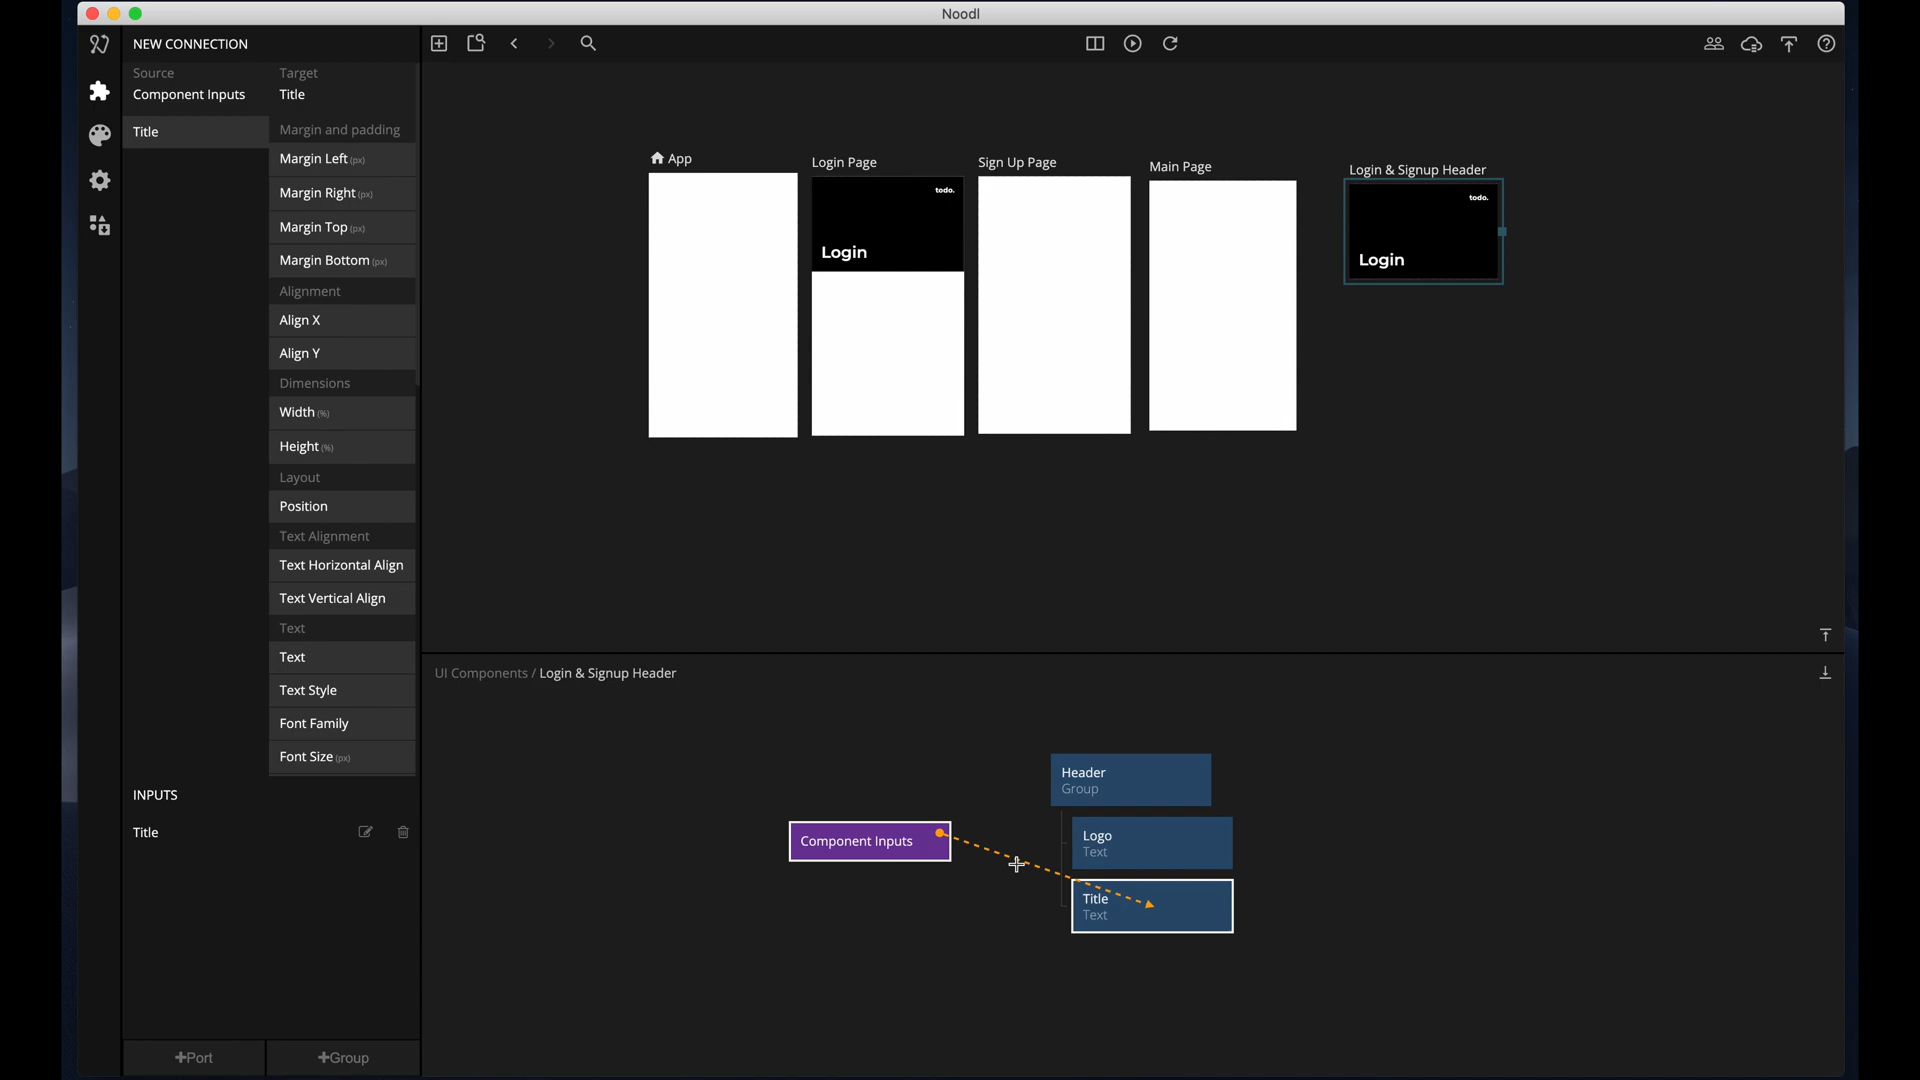 Noodl
NEW CONNECTION
Source
Target
Component Inputs
Title
Title
Margin and padding
Margin Left (px)
Margin Right (px)
Margin Top (px)
Margin Bottom (px)
Alignment
Align X
Align Y
Dimensions
Width (%)
Height (%)
Layout
Position
Text Alignment
Text Horizontal Align
Text Vertical Align
Text
Text
Text Style
Font Family
Font Size (px)
INPUTS
Title
+Port
+Group
App
Login Page
Sign Up Page
Main Page
Login & Signup Header
todo.
Login
todo.
Login
UI Components / Login & Signup Header
Header
Group
Component Inputs
Logo
Text
Title
Text